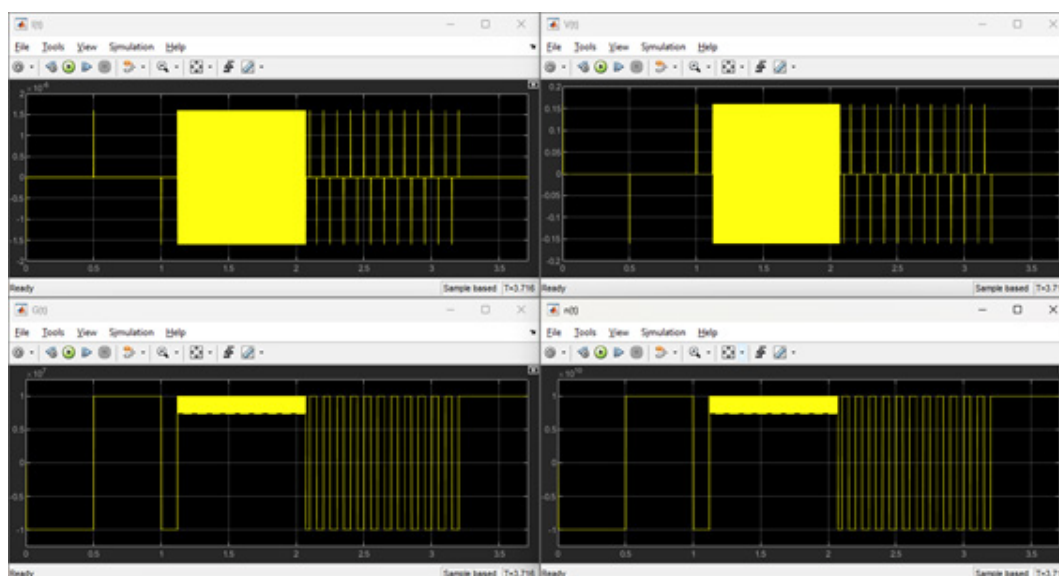 I(t)
File Tools View Simulation Help
×10⁻⁶
2
1.5
1
0.5
0
-0.5
-1
-1.5
-2
0 0.5 1 1.5 2 2.5 3 3.5
Ready Sample based T=3.716
V(t)
File Tools View Simulation Help
0.2
0.15
0.1
0.05
0
-0.05
-0.1
-0.15
-0.2
0 0.5 1 1.5 2 2.5 3 3.5
Ready Sample based T=3.71
G(t)
File Tools View Simulation Help
×10⁷
1
0.5
0
-0.5
-1
0 0.5 1 1.5 2 2.5 3 3.5
Ready Sample based T=3.716
n(t)
File Tools View Simulation Help
×10¹⁰
1
0.5
0
-0.5
-1
0 0.5 1 1.5 2 2.5 3 3.5
Ready Sample based T=3.71